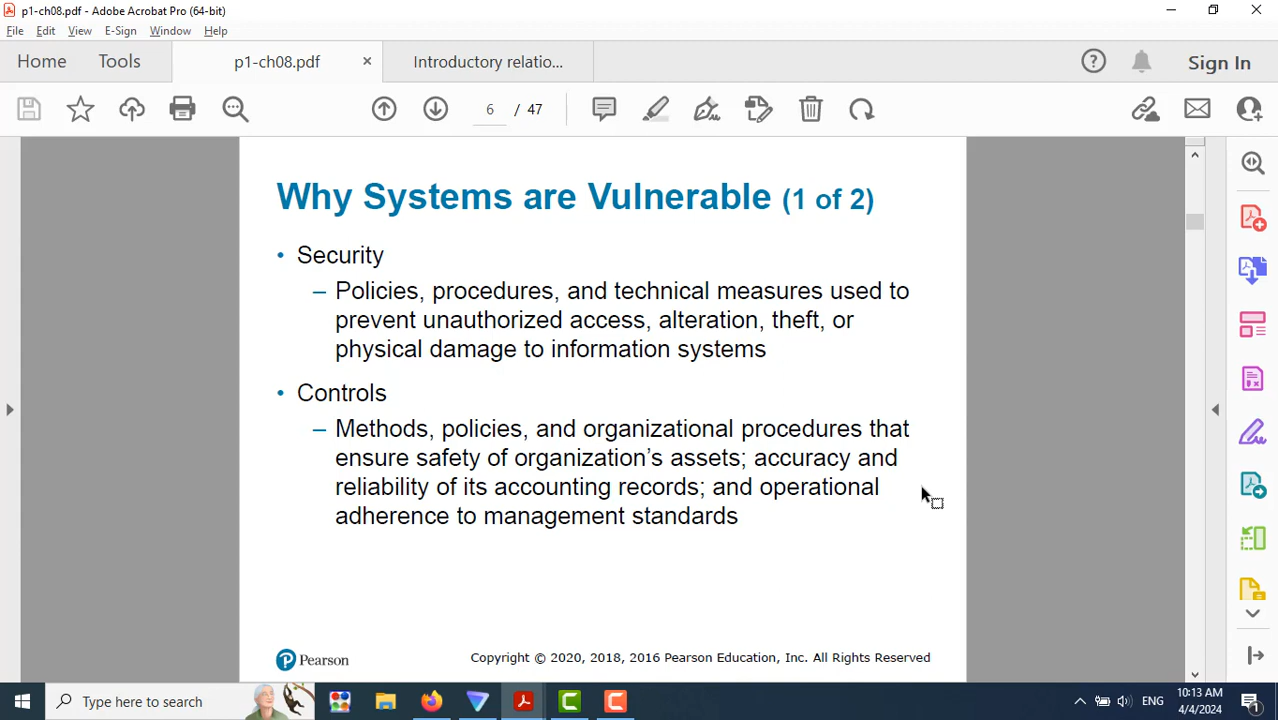 p1-ch08.pdf - Adobe Acrobat Pro (64-bit)
File Edit View E-Sign Window Help
Home Tools p1-ch08.pdf × Introductory relatio... Sign In
6 / 47
Why Systems are Vulnerable (1 of 2)
• Security
– Policies, procedures, and technical measures used to
prevent unauthorized access, alteration, theft, or
physical damage to information systems
• Controls
– Methods, policies, and organizational procedures that
ensure safety of organization’s assets; accuracy and
reliability of its accounting records; and operational
adherence to management standards
Pearson
Copyright © 2020, 2018, 2016 Pearson Education, Inc. All Rights Reserved
Type here to search
ENG
10:13 AM
4/4/2024
1